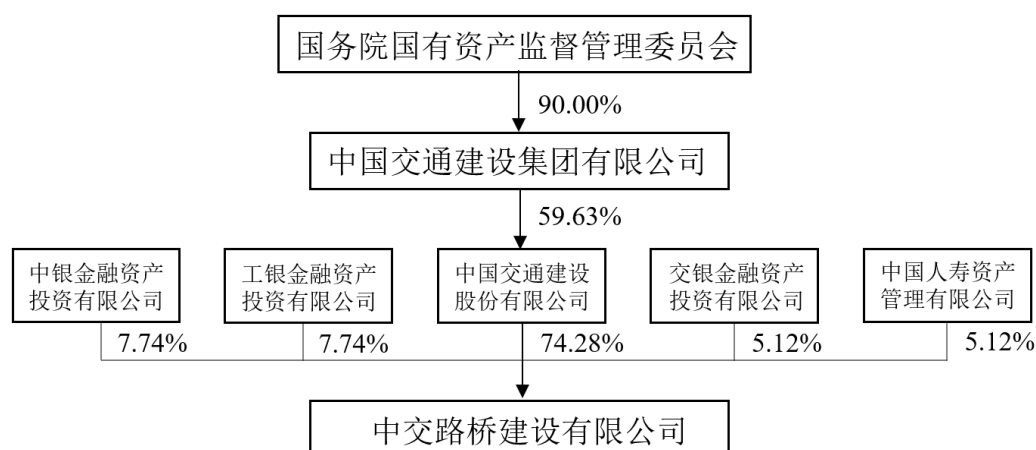 国务院国有资产监督管理委员会
90.00%
中国交通建设集团有限公司
59.63%
中银金融资产
投资有限公司
工银金融资产
投资有限公司
中国交通建设
股份有限公司
交银金融资产
投资有限公司
中国人寿资产
管理有限公司
7.74%
7.74%
74.28%
5.12%
5.12%
中交路桥建设有限公司